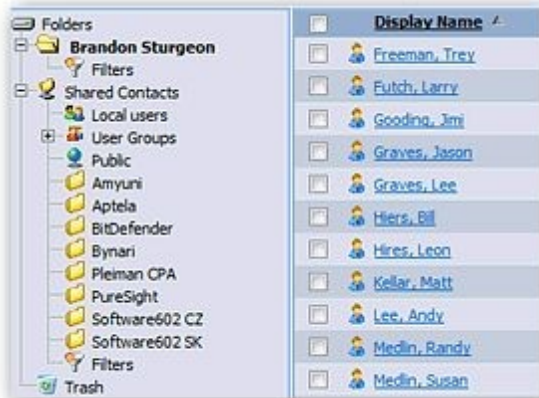 Folders
Brandon Sturgeon
Filters
Shared Contacts
Local users
User Groups
Public
Amyuni
Aptela
BitDefender
Bynari
Pleiman CPA
PureSight
Software602 CZ
Software602 SK
Filters
Trash
Display Name
Freeman, Trey
Futch, Larry
Gooding, Jimi
Graves, Jason
Graves, Lee
Hiers, Bill
Hires, Leon
Kellar, Matt
Lee, Andy
Medlin, Randy
Medlin, Susan